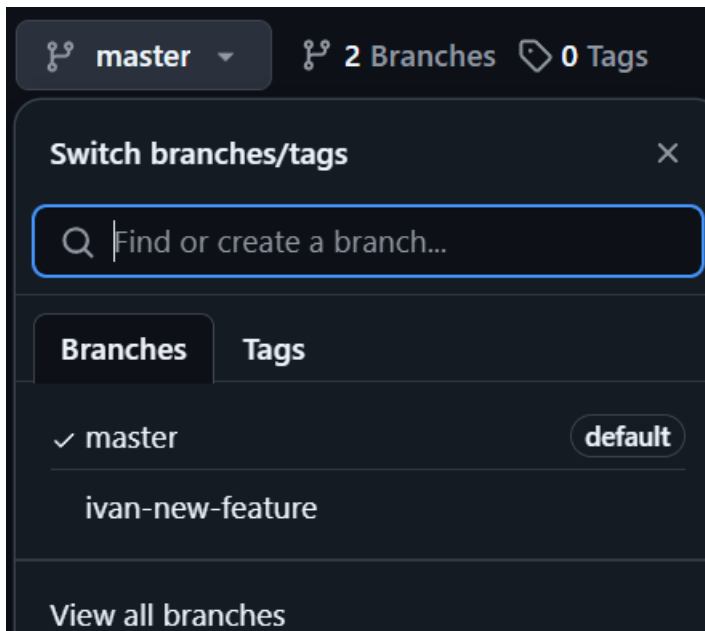 master 2 Branches 0 Tags
Switch branches/tags
Find or create a branch...
Branches Tags
master default
ivan-new-feature
View all branches